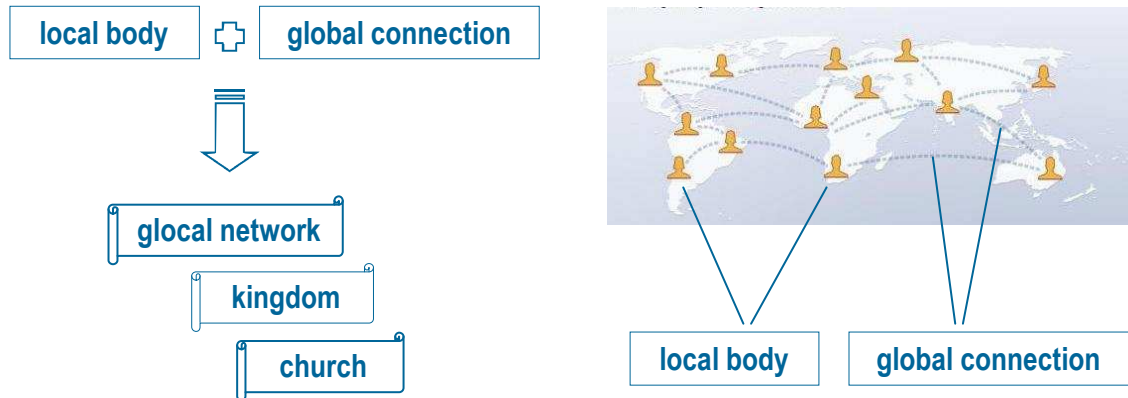 local body
global connection
glocal network
kingdom
church
local body
global connection